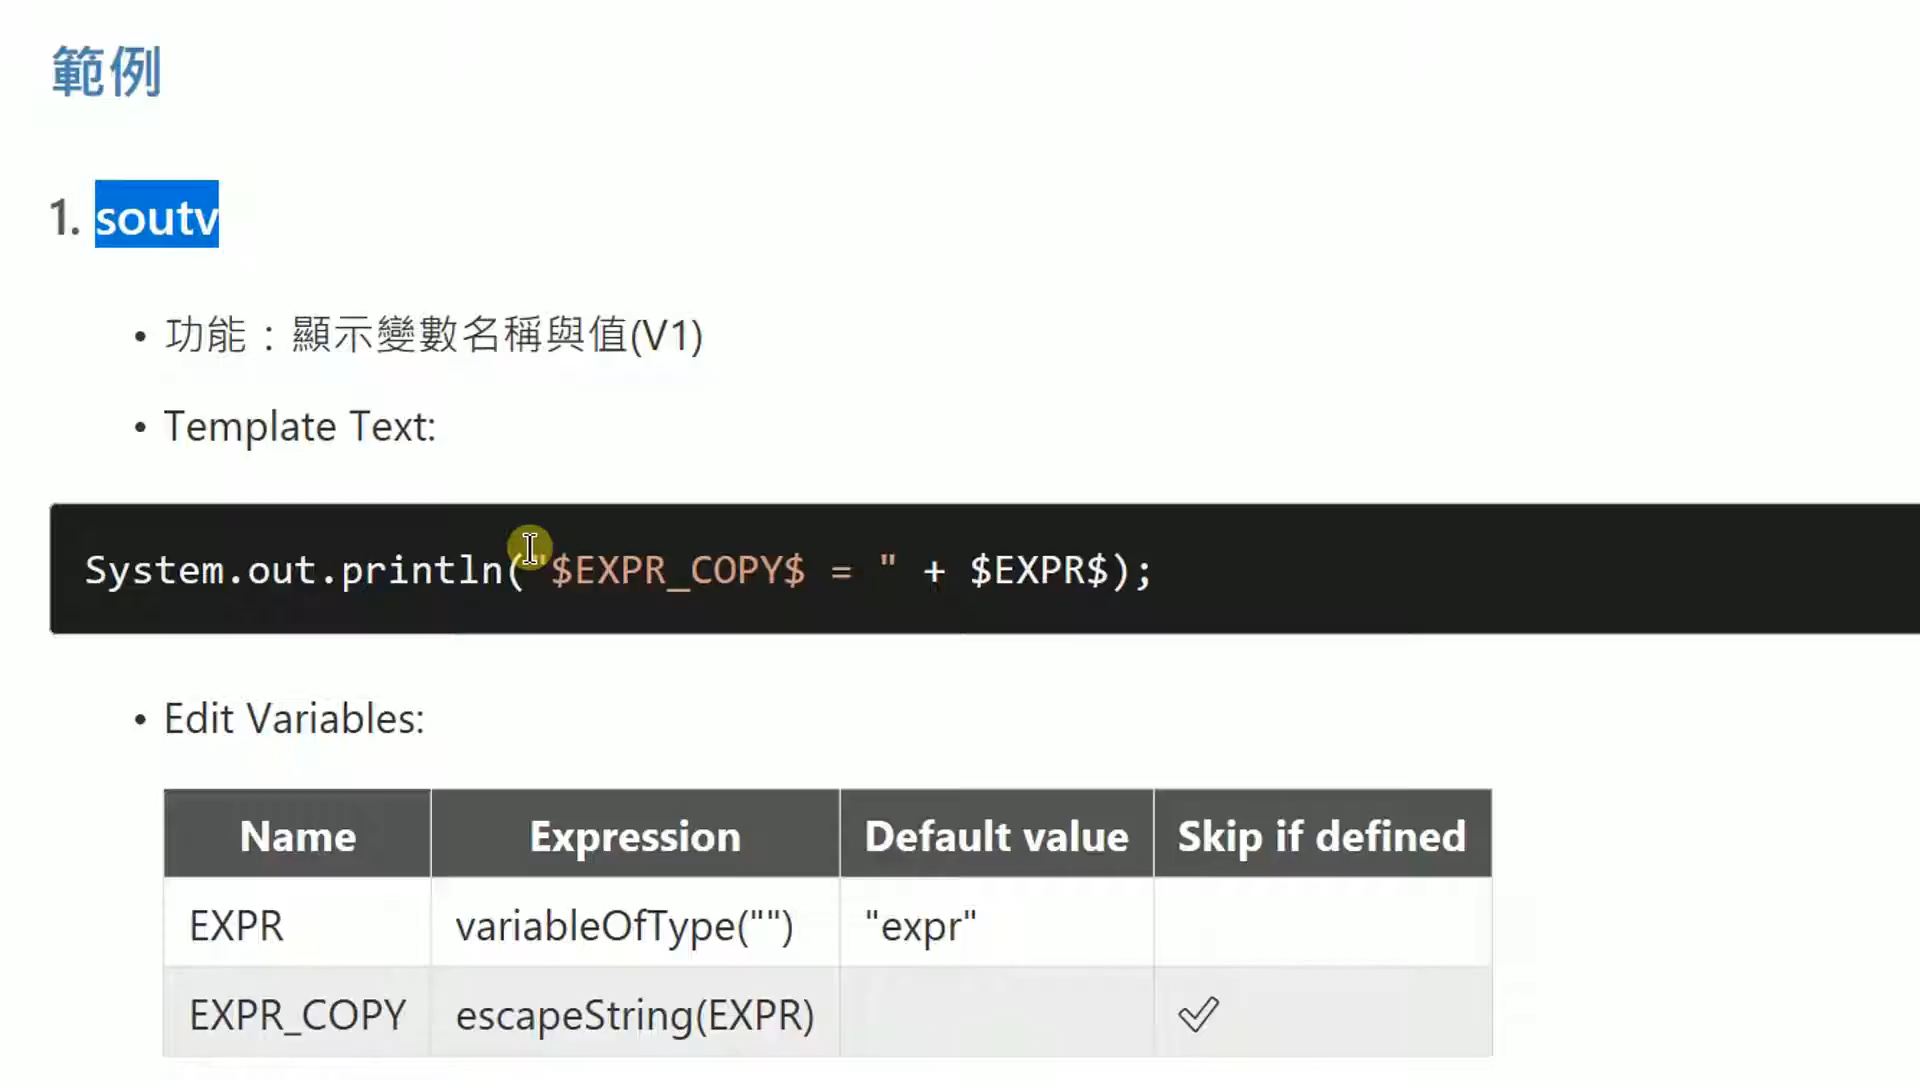 範例
1. soutv
• 功能：顯示變數名稱與值(V1)
• Template Text:
System.out.println("$EXPR_COPY$ = " + $EXPR$);
• Edit Variables:
Name Expression Default value Skip if defined
EXPR variableOfType("") "expr"
EXPR_COPY escapeString(EXPR) ✓